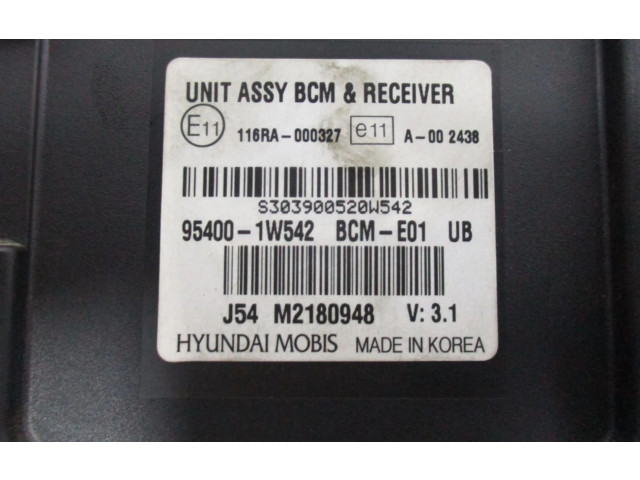 UNIT ASSY BCM & RECEIVER
E11 116RA-000327 e11 A-00 2438
S303900520W542
95400-1W542 BCM-E01 UB
J54 M2180948 V: 3.1
HYUNDAI MOBIS MADE IN KOREA